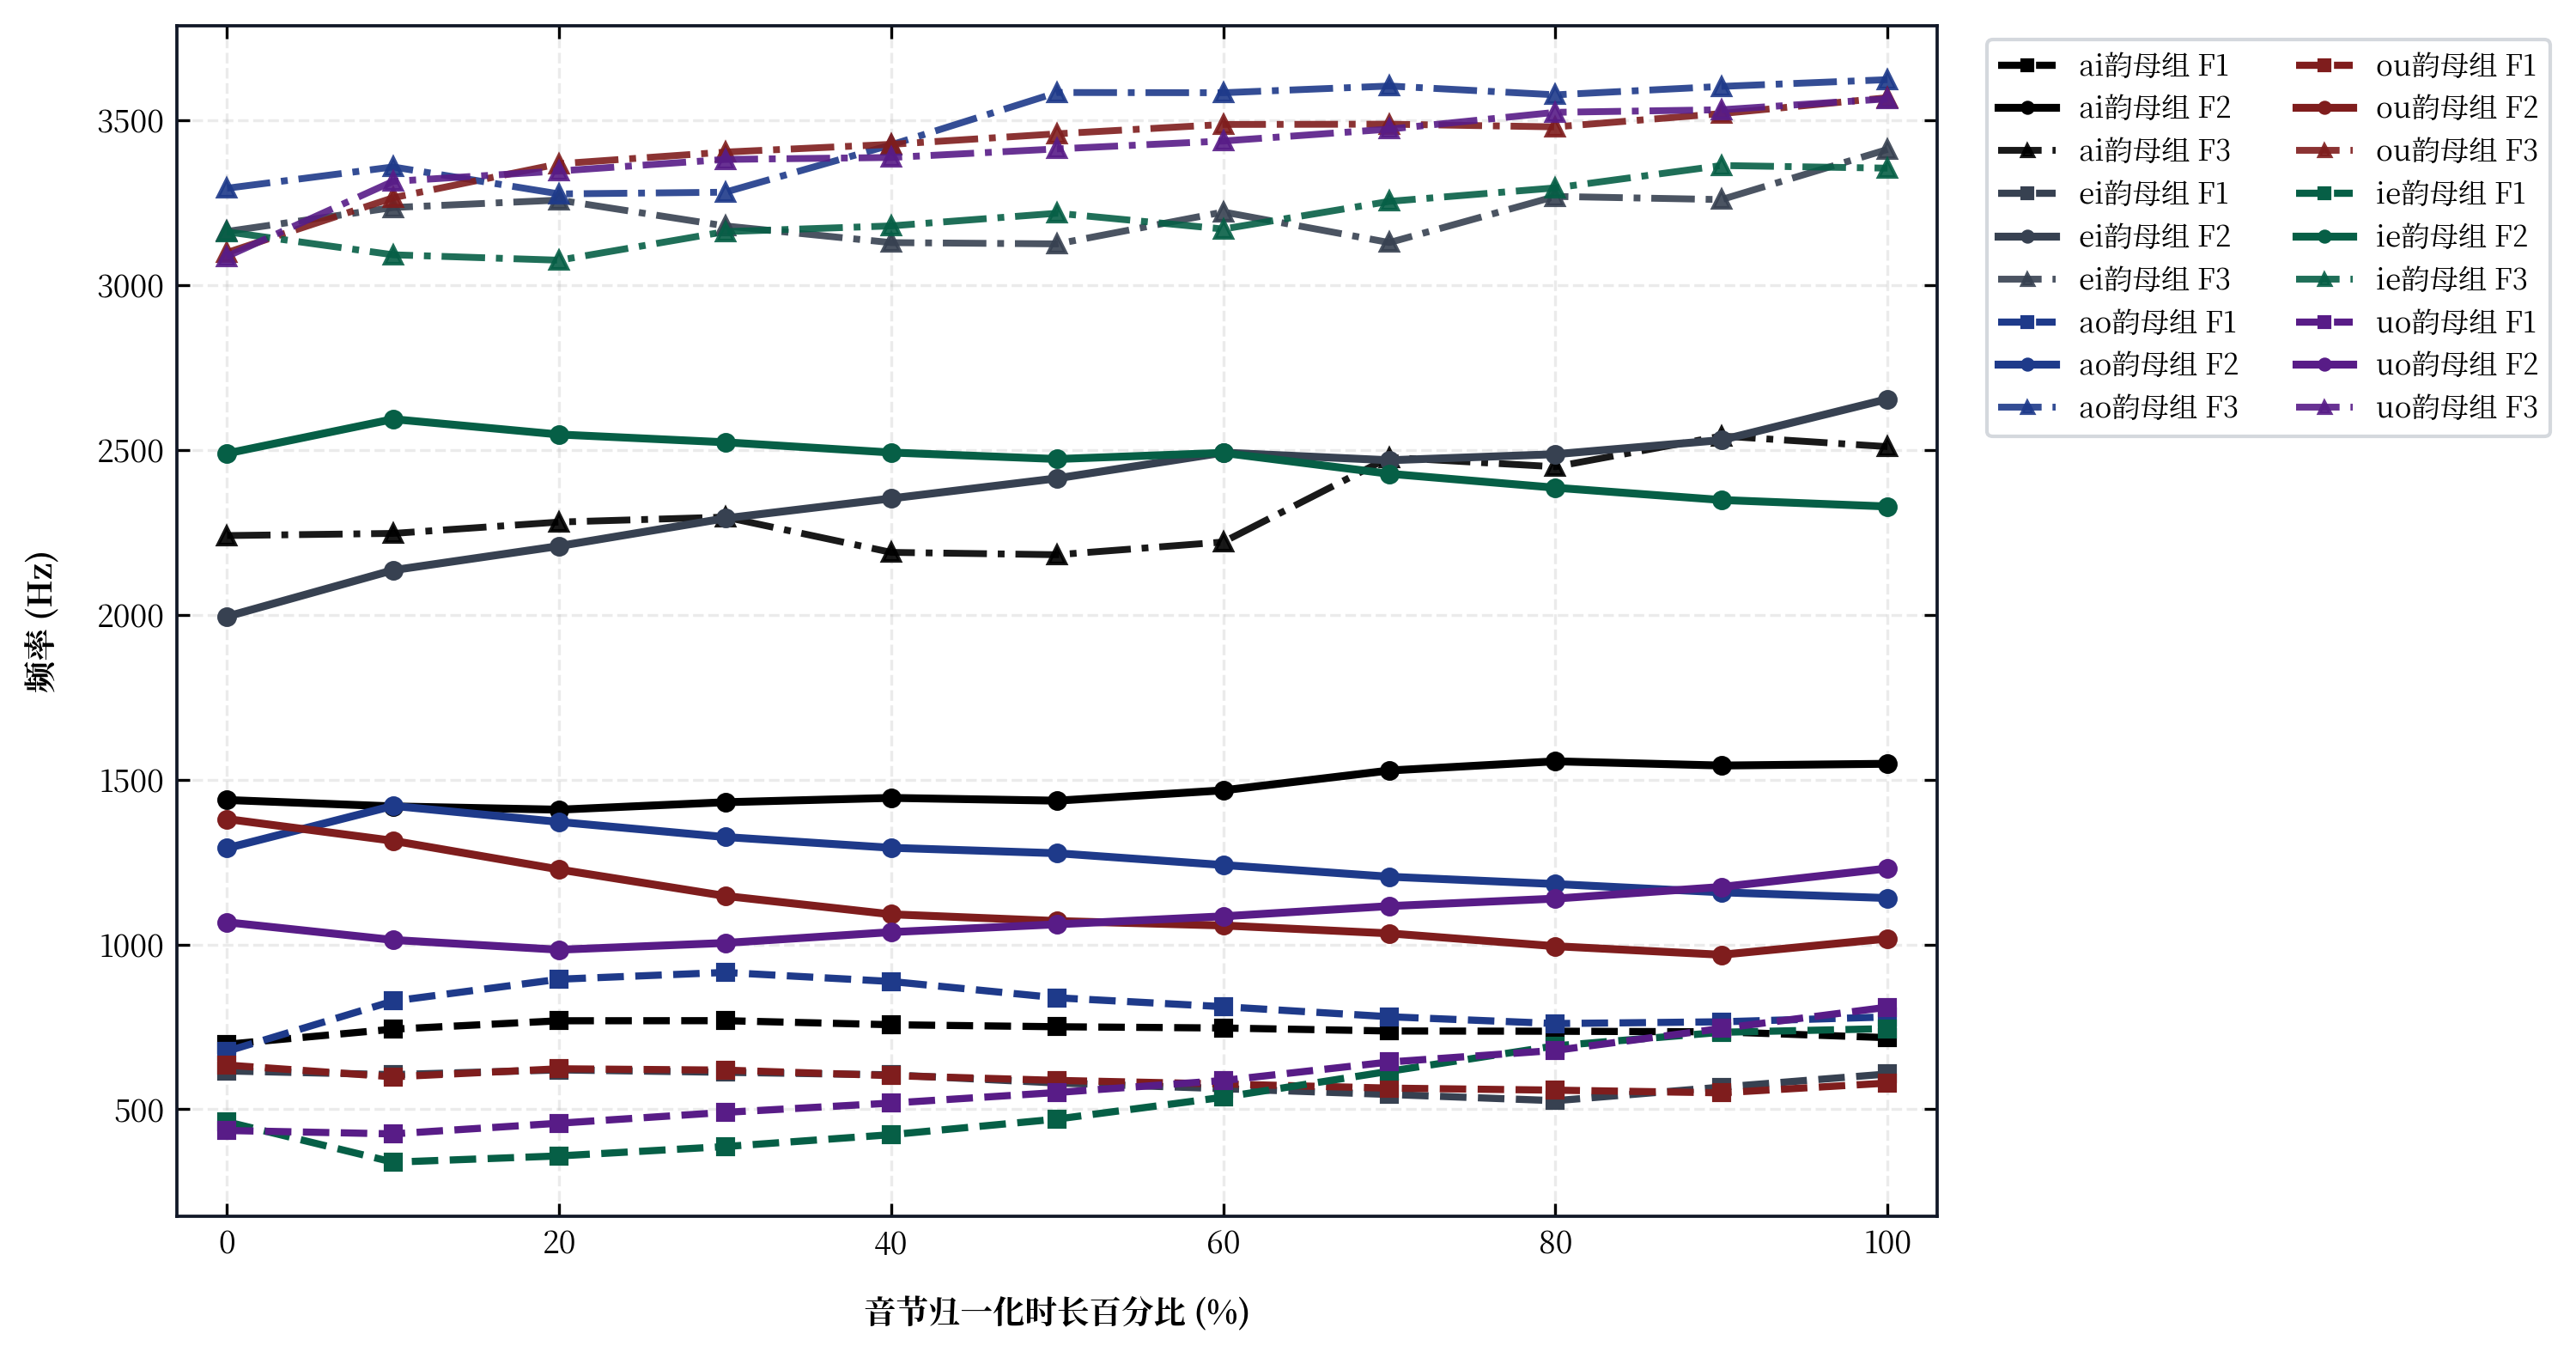 3500
3000
2500
2000
1500
1000
500
频率 (Hz)
0
20
40
60
80
100
音节归一化时长百分比 (%)
ai韵母组 F1
ai韵母组 F2
ai韵母组 F3
ei韵母组 F1
ei韵母组 F2
ei韵母组 F3
ao韵母组 F1
ao韵母组 F2
ao韵母组 F3
ou韵母组 F1
ou韵母组 F2
ou韵母组 F3
ie韵母组 F1
ie韵母组 F2
ie韵母组 F3
uo韵母组 F1
uo韵母组 F2
uo韵母组 F3